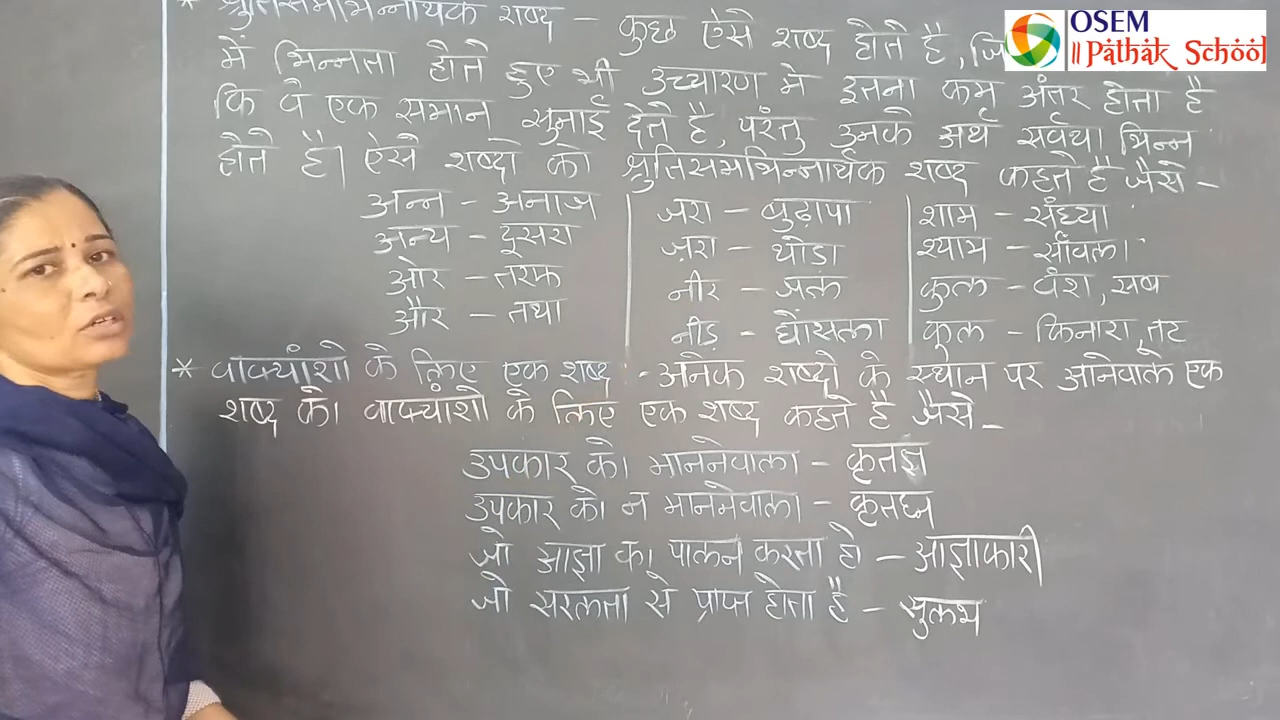 OSEM
Pathak School
* श्रुतिसमभिन्नार्थक शब्द – कुछ ऐसे शब्द होते है,
में भिन्नता होते हुए भी उच्चारण में इतना कम अंतर होता है
कि वे एक समान सुनाई देते है, परंतु उनके अर्थ सर्वथा भिन्न
होते है। ऐसे शब्दो को श्रुतिसमभिन्नार्थक शब्द कहते है जैसे –
अन्न – अनाज | जरा – बुढ़ापा | शाम – संध्या
अन्य – दूसरा | ज़रा – थोडा | श्याम – साँवला
ओर – तरफ | नीर – जल | कुल – वंश, सब
और – तथा | नीड़ – घोंसला | कूल – किनारा, तट
* वाक्यांशो के लिए एक शब्द - अनेक शब्दो के स्थान पर आनेवाले एक
शब्द को वाक्यांशो के लिए एक शब्द कहते है जैसे –
उपकार को माननेवाला – कृतज्ञ
उपकार को न माननेवाला – कृतघ्न
जो आज्ञा का पालन करता हो – आज्ञाकारी
जो सरलता से प्राप्त होता है – सुलभ